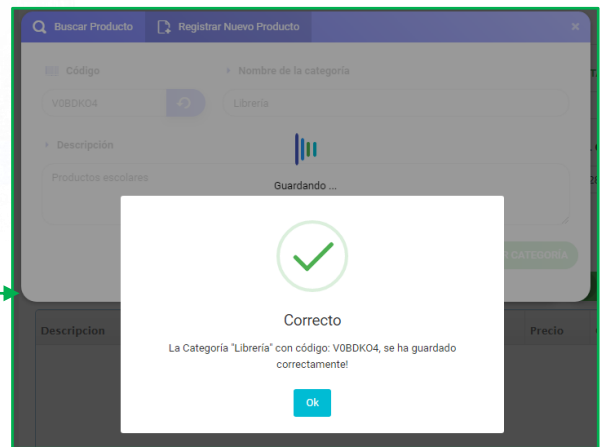 Buscar Producto Registrar Nuevo Producto ×
Código Nombre de la categoría
V0BDKO4 Librería
Descripción
Productos escolares
Guardando ...
CATEGORÍA
Correcto
Descripcion Precio
La Categoría "Librería" con código: V0BDKO4, se ha guardado
correctamente!
Ok